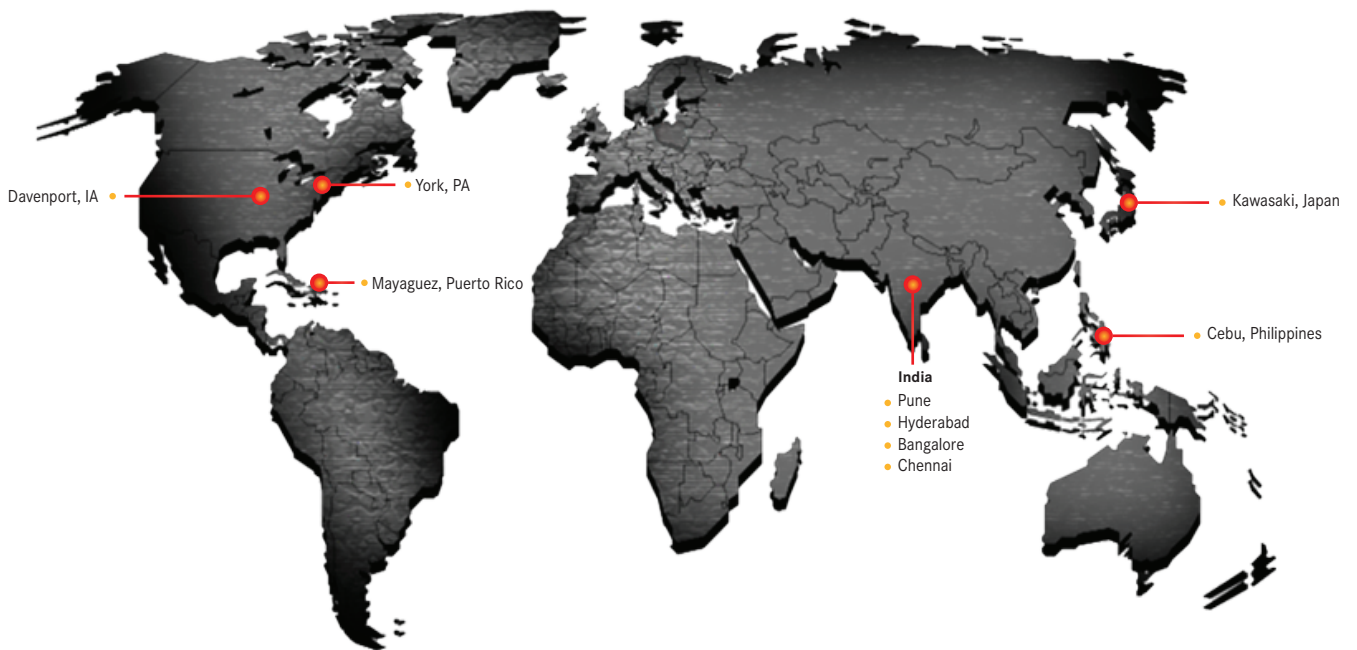 Davenport, IA
York, PA
Kawasaki, Japan
Mayaguez, Puerto Rico
Cebu, Philippines
India
Pune
Hyderabad
Bangalore
Chennai